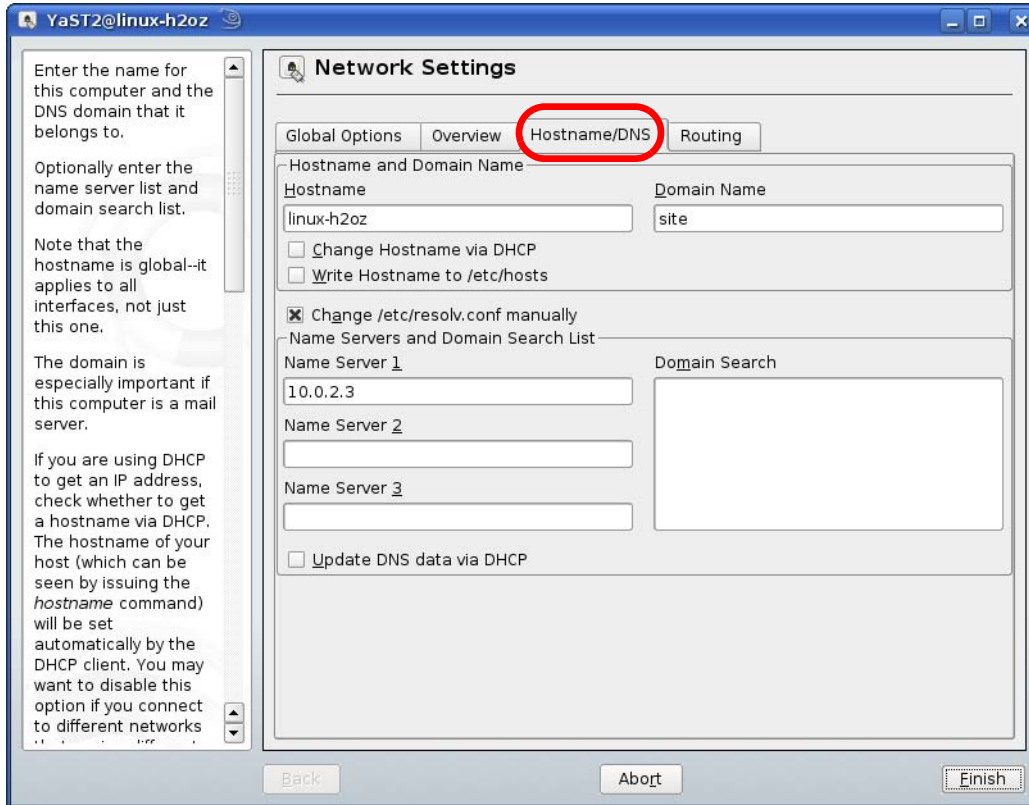 YaST2@linux-h2oz
Enter the name for
this computer and the
DNS domain that it
belongs to.
Optionally enter the
name server list and
domain search list.
Note that the
hostname is global--it
applies to all
interfaces, not just
this one.
The domain is
especially important if
this computer is a mail
server.
If you are using DHCP
to get an IP address,
check whether to get
a hostname via DHCP.
The hostname of your
host (which can be
seen by issuing the
hostname command)
will be set
automatically by the
DHCP client. You may
want to disable this
option if you connect
to different networks
Network Settings
Global Options Overview Hostname/DNS Routing
Hostname and Domain Name
Hostname Domain Name
linux-h2oz site
Change Hostname via DHCP
Write Hostname to /etc/hosts
Change /etc/resolv.conf manually
Name Servers and Domain Search List
Name Server 1 Domain Search
10.0.2.3
Name Server 2
Name Server 3
Update DNS data via DHCP
Back Abort Finish